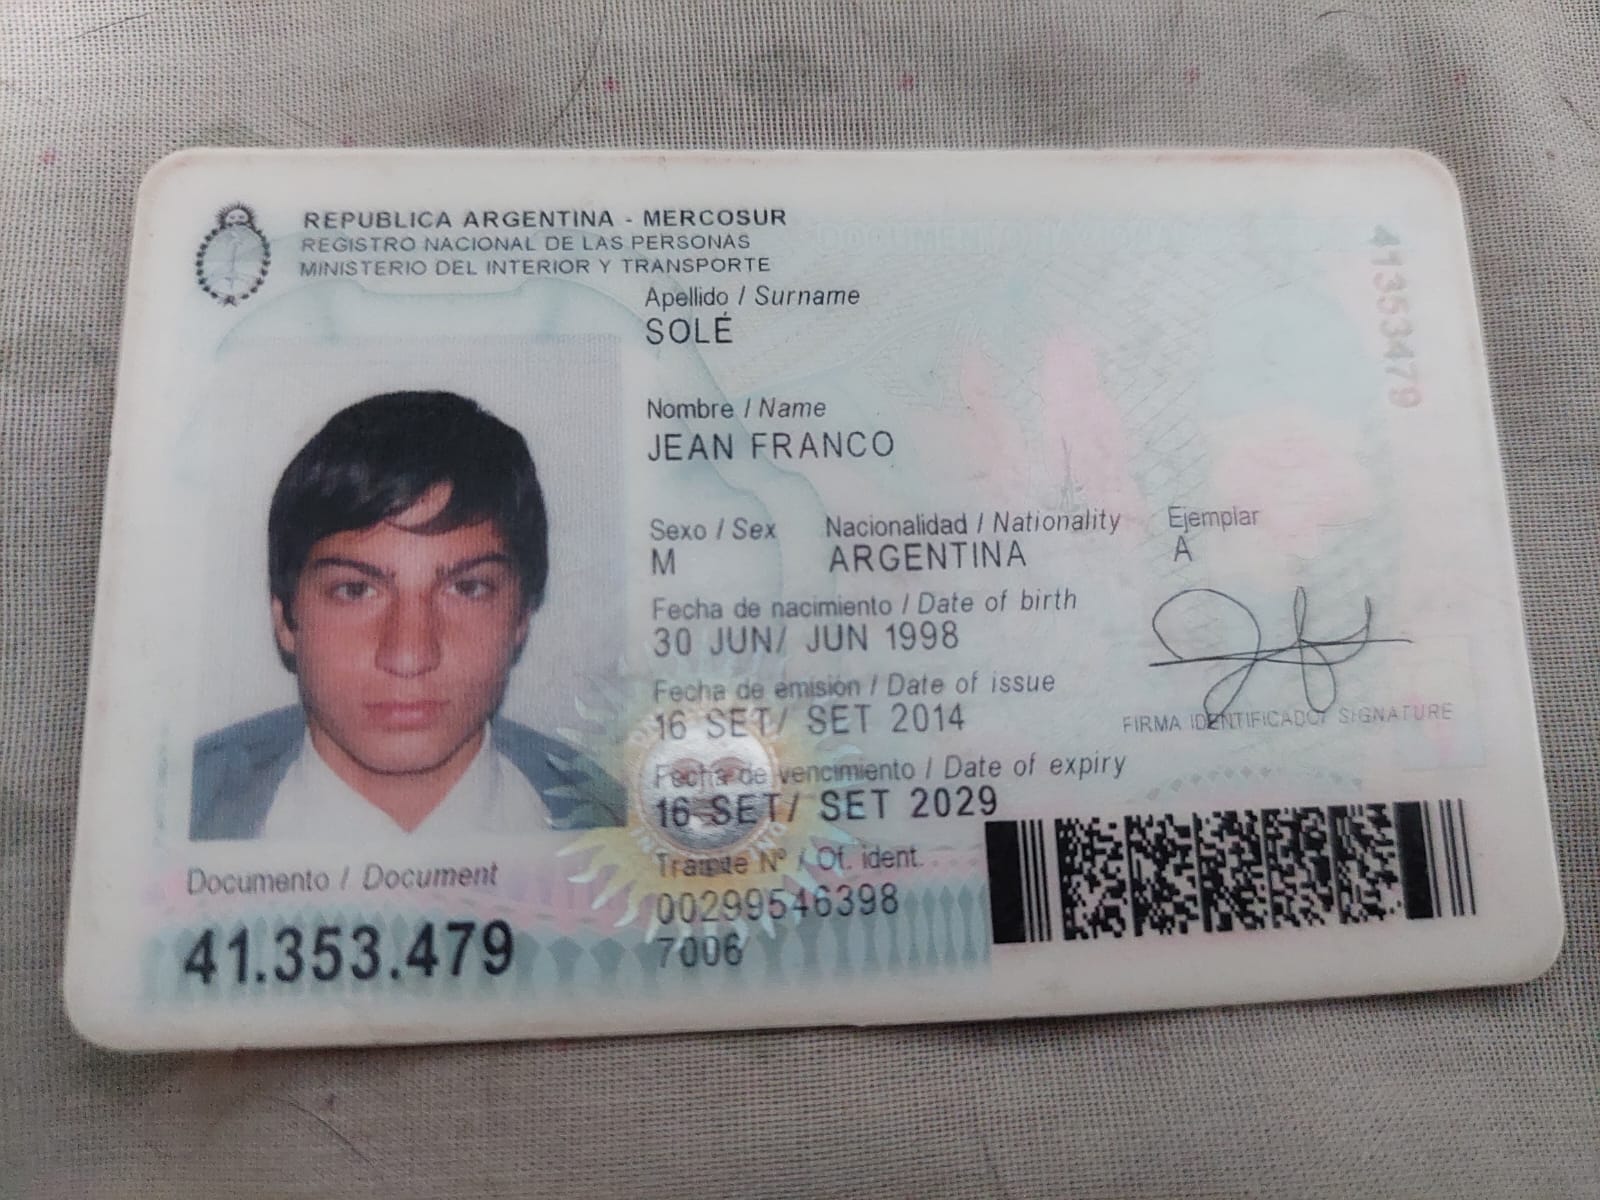 REPUBLICA ARGENTINA - MERCOSUR
REGISTRO NACIONAL DE LAS PERSONAS
MINISTERIO DEL INTERIOR Y TRANSPORTE
Apellido / Surname
SOLÉ
Nombre / Name
JEAN FRANCO
Sexo / Sex Nacionalidad / Nationality Ejemplar
M ARGENTINA A
Fecha de nacimiento / Date of birth
30 JUN/ JUN 1998
Fecha de emisión / Date of issue
16 SET/ SET 2014
FIRMA IDENTIFICADO/ SIGNATURE
Fecha de vencimiento / Date of expiry
16 SET/ SET 2029
Tramite Nº / Of. ident.
00299546398
7006
Documento / Document
41.353.479
41353479